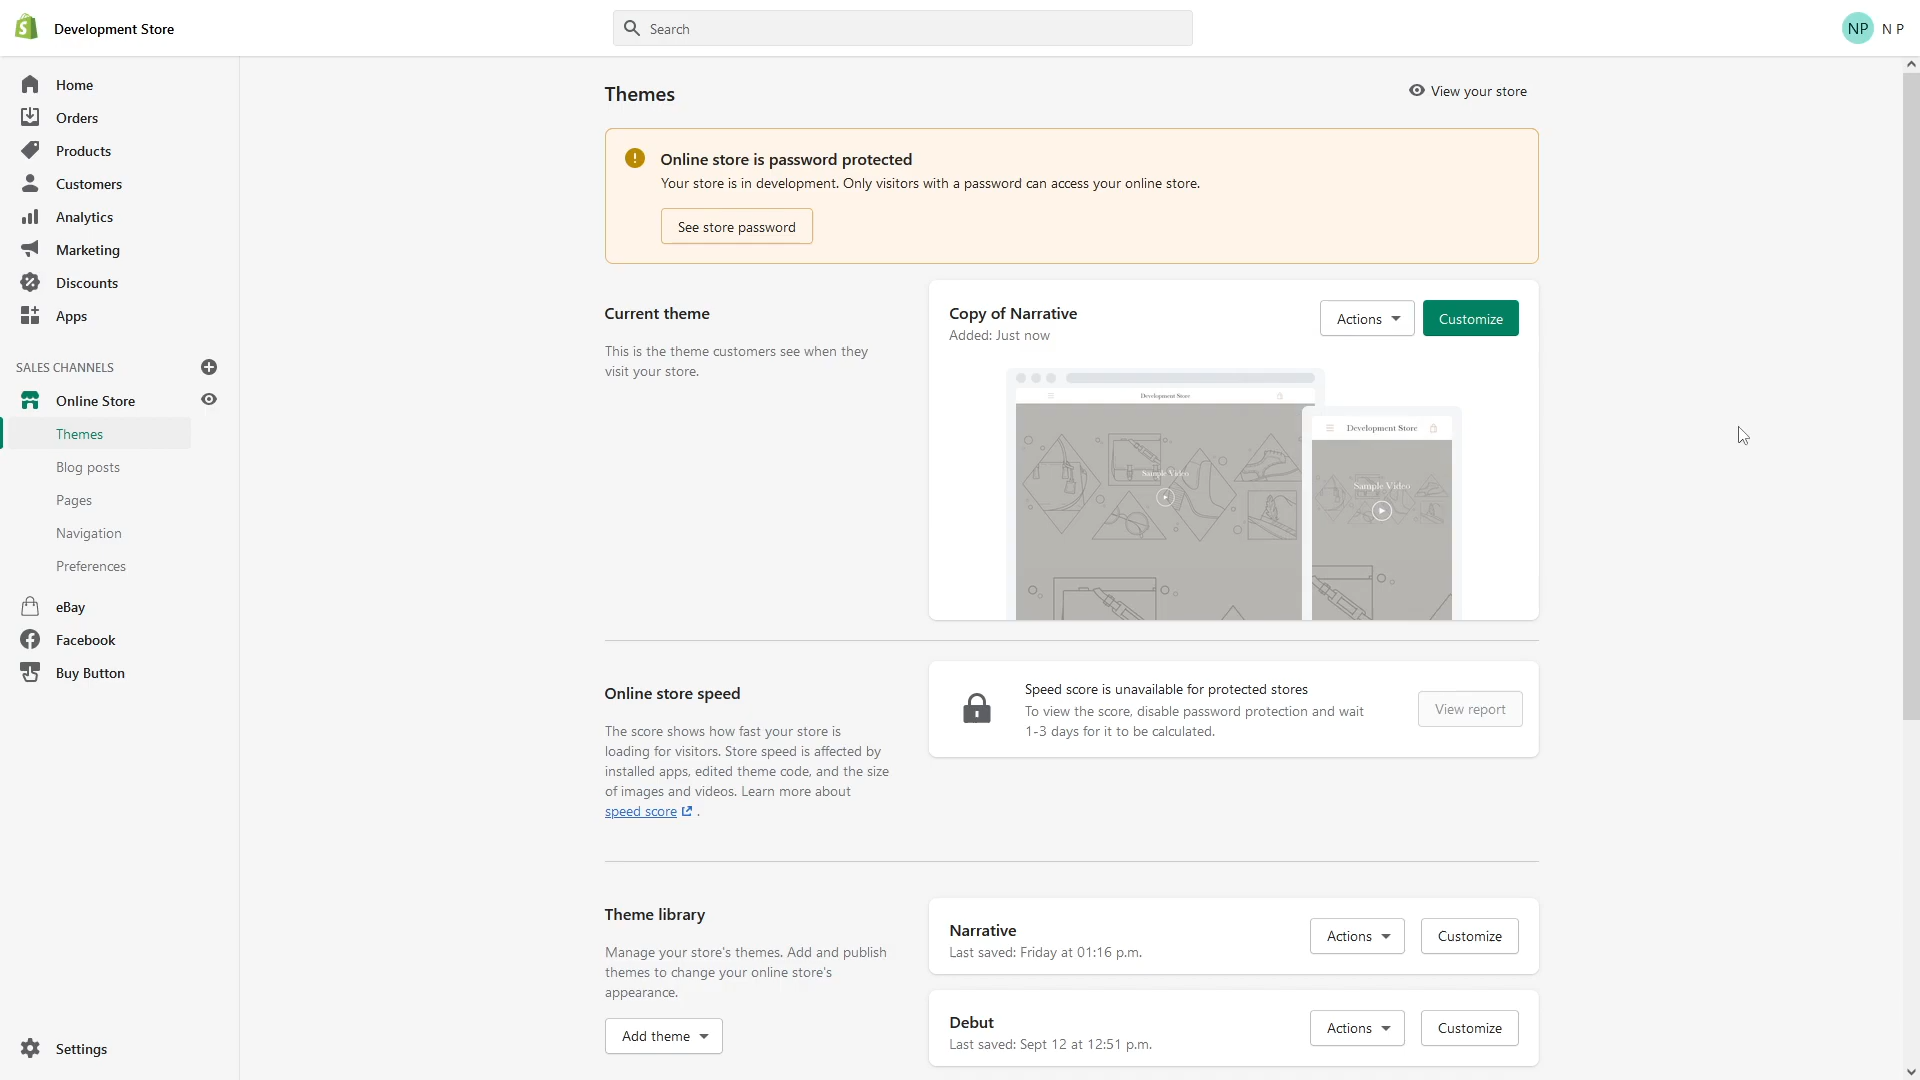 Development Store
Search
NP
N P
Home
Orders
Products
Customers
Analytics
Marketing
Discounts
Apps
SALES CHANNELS
Online Store
Themes
Blog posts
Pages
Navigation
Preferences
eBay
Facebook
Buy Button
Settings
Themes
View your store
Online store is password protected
Your store is in development. Only visitors with a password can access your online store.
See store password
Current theme
This is the theme customers see when they
visit your store.
Copy of Narrative
Added: Just now
Actions
Customize
Development Store
Sample Video
Development Store
Sample Video
Online store speed
The score shows how fast your store is
loading for visitors. Store speed is affected by
installed apps, edited theme code, and the size
of images and videos. Learn more about
speed score .
Speed score is unavailable for protected stores
To view the score, disable password protection and wait
1-3 days for it to be calculated.
View report
Theme library
Manage your store's themes. Add and publish
themes to change your online store's
appearance.
Add theme
Narrative
Last saved: Friday at 01:16 p.m.
Actions
Customize
Debut
Last saved: Sept 12 at 12:51 p.m.
Actions
Customize